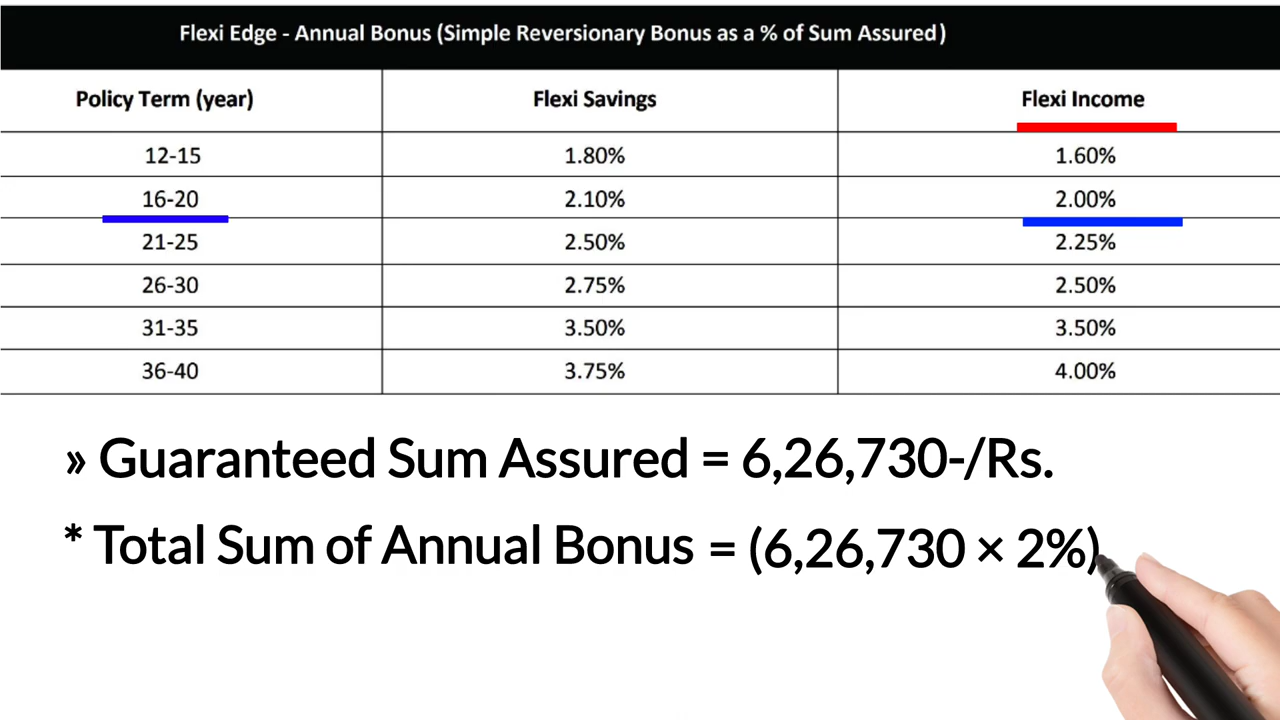 Flexi Edge - Annual Bonus (Simple Reversionary Bonus as a % of Sum Assured)
Policy Term (year) Flexi Savings Flexi Income
12-15 1.80% 1.60%
16-20 2.10% 2.00%
21-25 2.50% 2.25%
26-30 2.75% 2.50%
31-35 3.50% 3.50%
36-40 3.75% 4.00%
» Guaranteed Sum Assured = 6,26,730-/Rs.
* Total Sum of Annual Bonus = (6,26,730 × 2%)